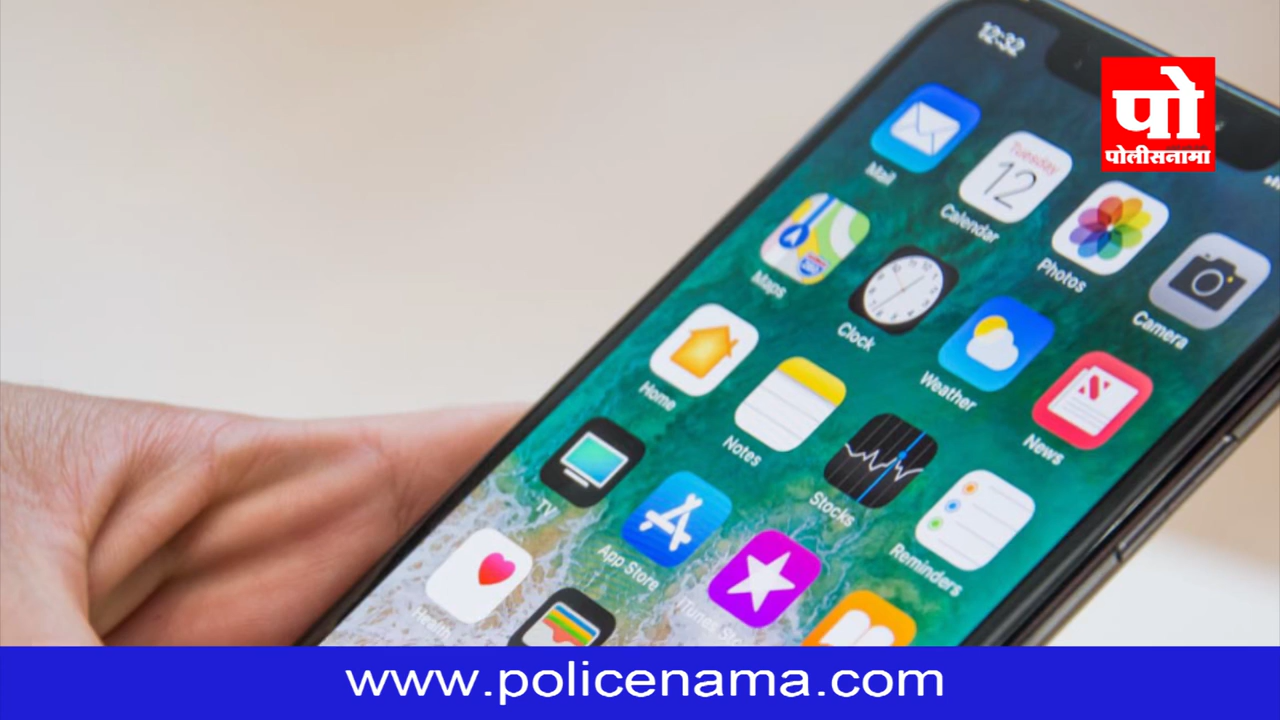 12:32
पो
पोलीसनामा
Mail
Tuesday
12
Calendar
Photos
Camera
Maps
Clock
Weather
News
Home
Notes
Stocks
Reminders
TV
App Store
Health
www.policenama.com